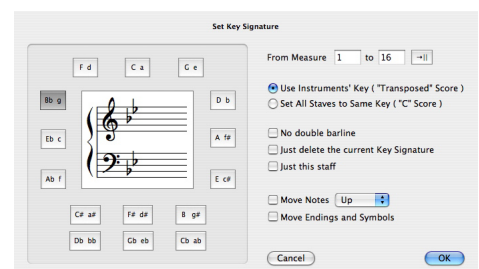 Set Key Signature
F d
C a
G e
Bb g
D b
Eb c
A f#
Ab f
E c#
C# a#
F# d#
B g#
Db bb
Gb eb
Cb ab
From Measure 1 to 16
Use Instruments' Key ( "Transposed" Score )
Set All Staves to Same Key ( "C" Score )
No double barline
Just delete the current Key Signature
Just this staff
Move Notes Up
Move Endings and Symbols
Cancel OK